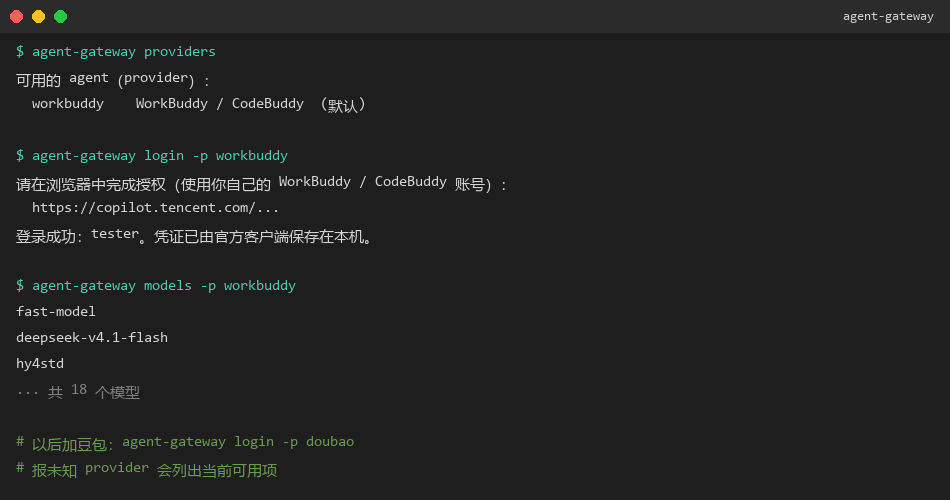 agent-gateway
$ agent-gateway providers
可用的 agent（provider）：
workbuddy    WorkBuddy / CodeBuddy （默认）
$ agent-gateway login -p workbuddy
请在浏览器中完成授权（使用你自己的 WorkBuddy / CodeBuddy 账号）：
https://copilot.tencent.com/...
登录成功：tester。凭证已由官方客户端保存在本机。
$ agent-gateway models -p workbuddy
fast-model
deepseek-v4.1-flash
hy4std
... 共 18 个模型
# 以后加豆包：agent-gateway login -p doubao
# 报未知 provider 会列出当前可用项